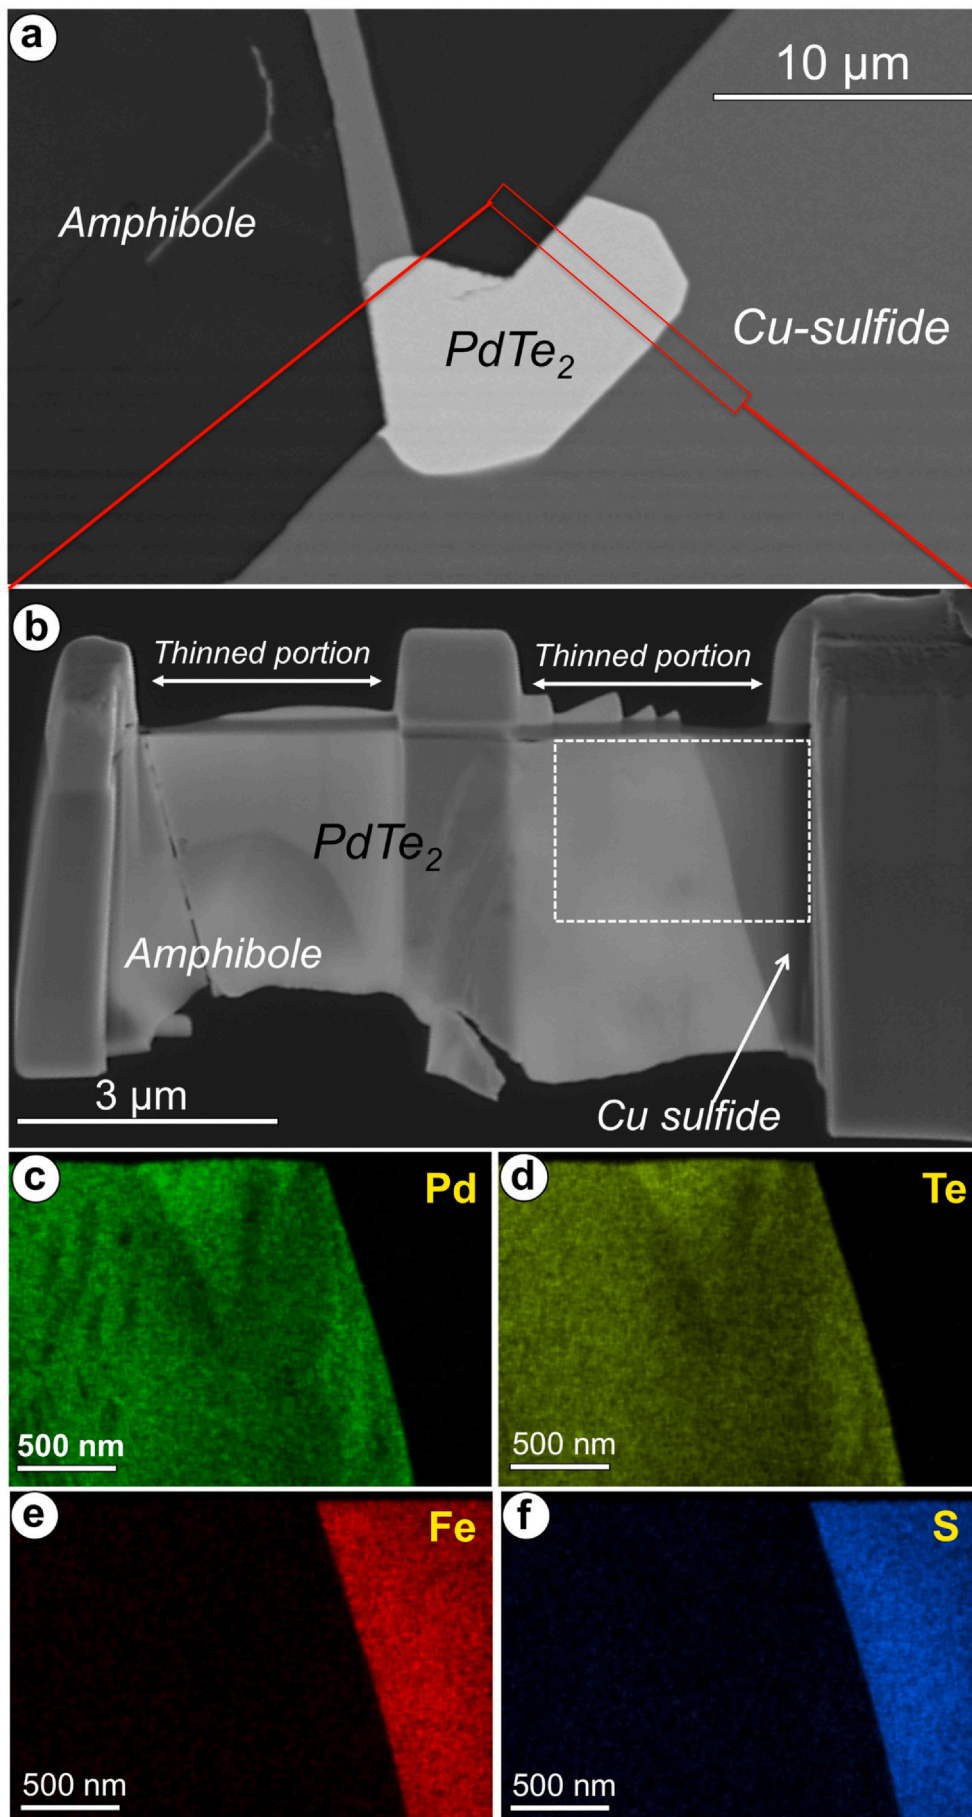 a
10 µm
Amphibole
PdTe2
Cu-sulfide
b
Thinned portion
Thinned portion
PdTe2
Amphibole
3 µm
Cu sulfide
c
Pd
d
Te
500 nm
500 nm
e
Fe
f
S
500 nm
500 nm